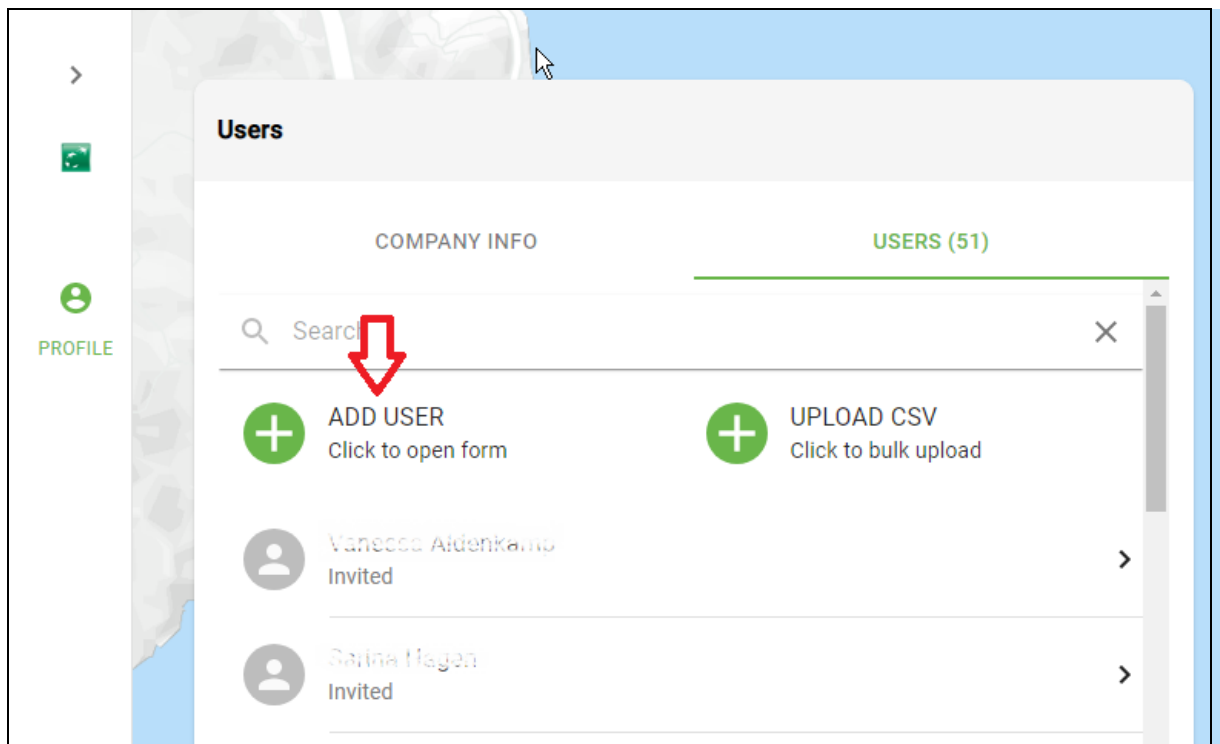 Users
COMPANY INFO
USERS (51)
PROFILE
Search
ADD USER
Click to open form
UPLOAD CSV
Click to bulk upload
Invited
Invited